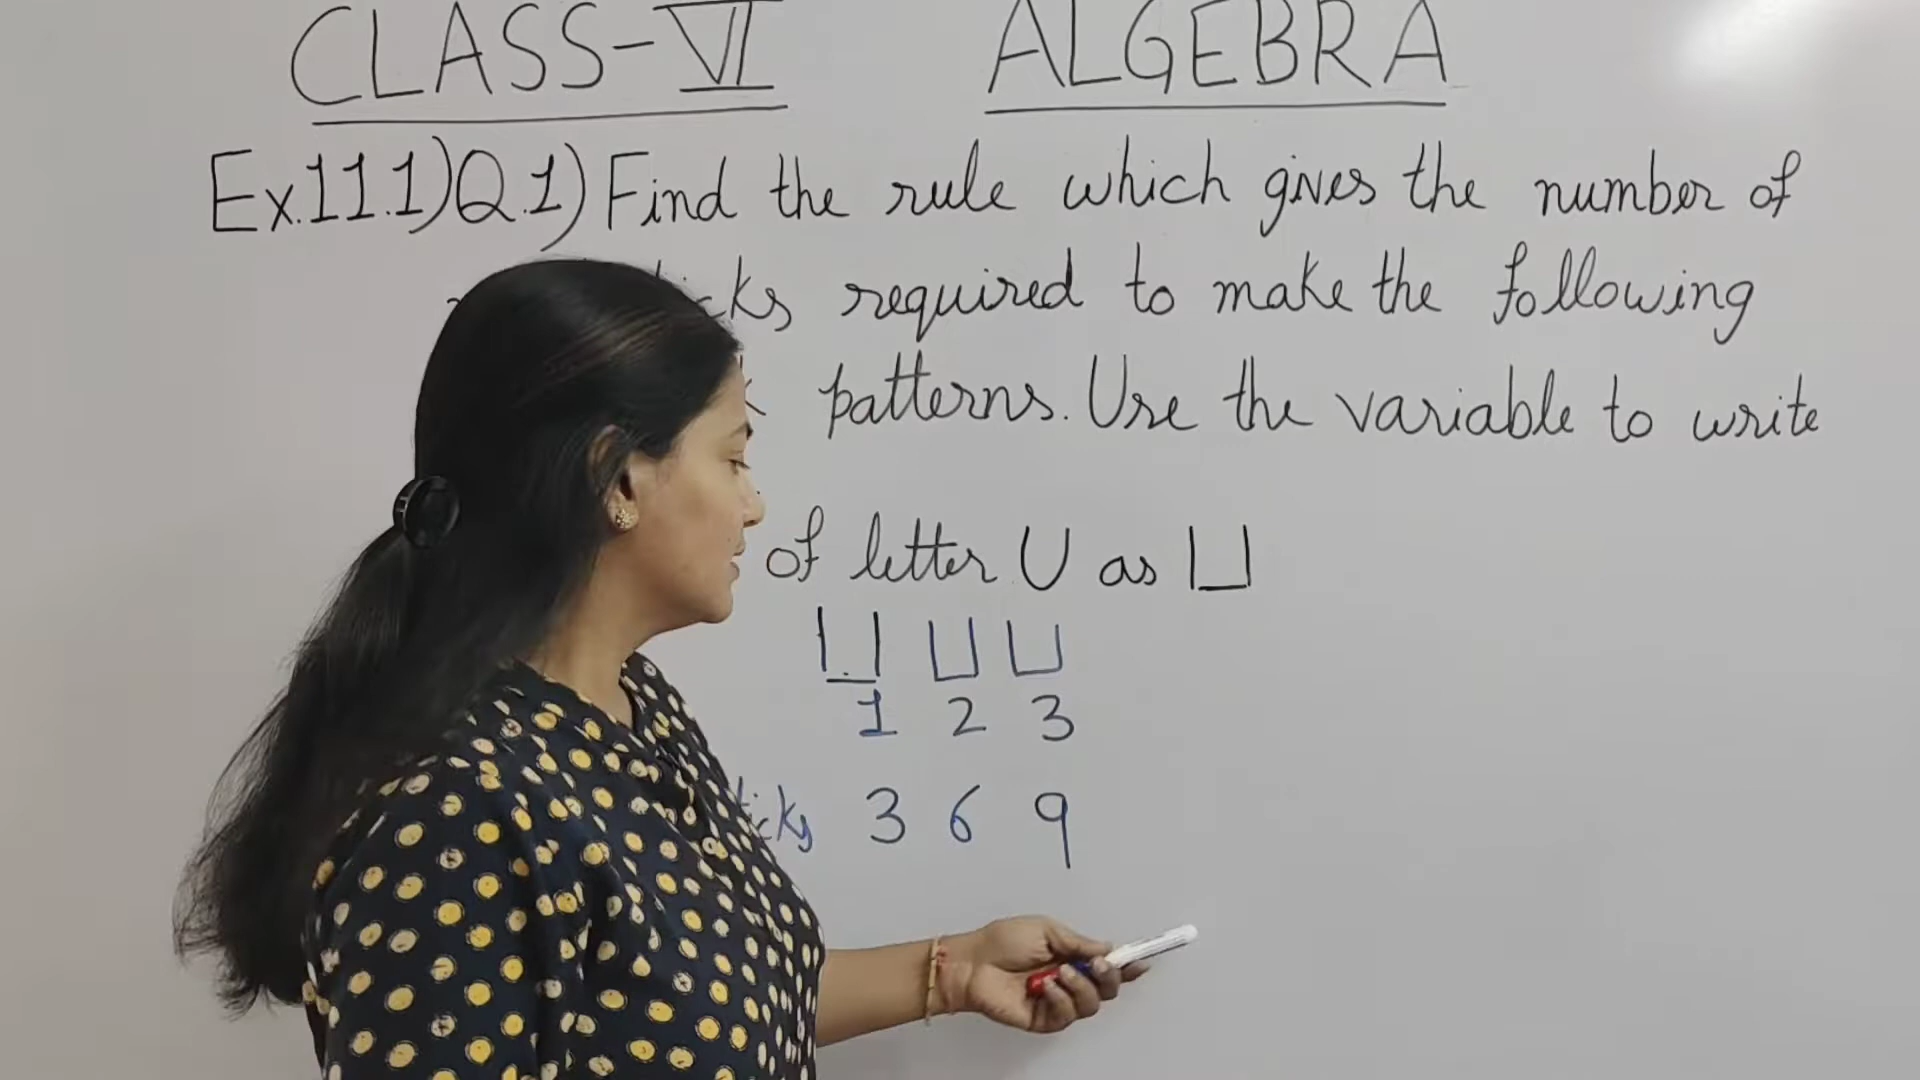 CLASS-VI ALGEBRA
Ex.11.1) Q.1) Find the rule which gives the number of
required to make the following
patterns. Use the variable to write
of letter U as ⊔
1 2 3
3 6 9